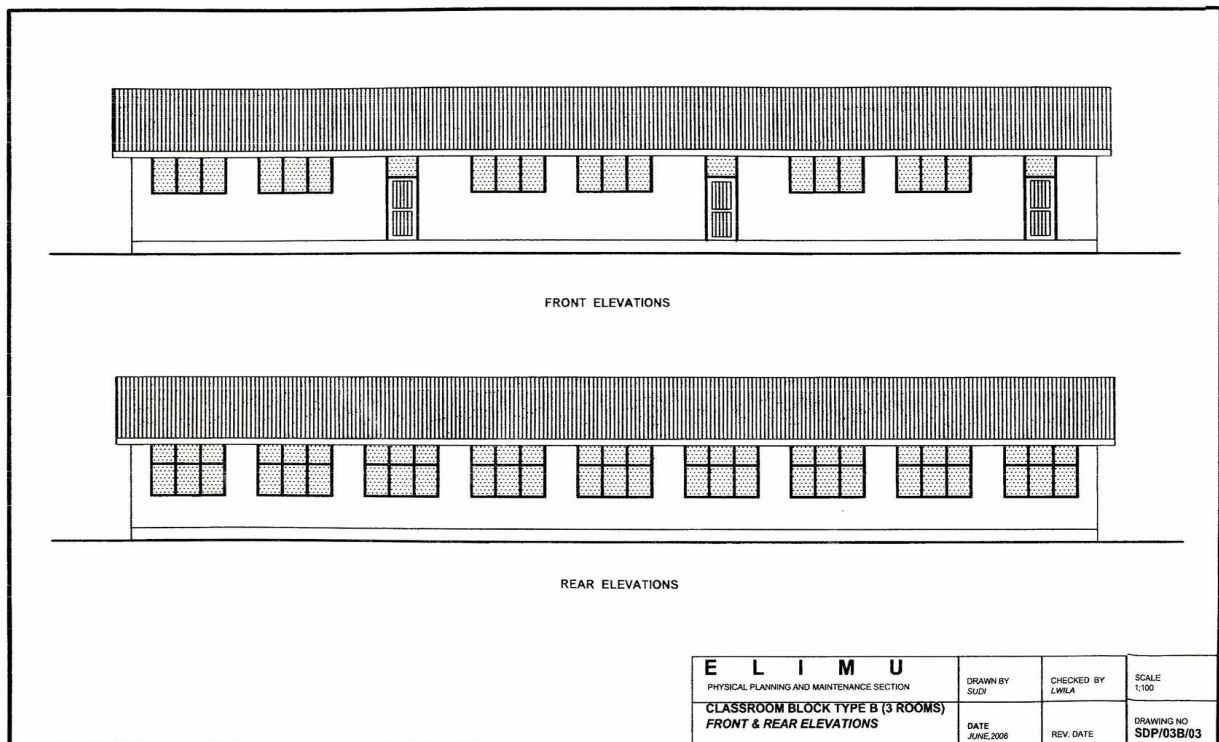 FRONT ELEVATIONS
REAR ELEVATIONS
E L I M U
PHYSICAL PLANNING AND MAINTENANCE SECTION
DRAWN BY
SUDI
CHECKED BY
LWILA
SCALE
1;100
CLASSROOM BLOCK TYPE B (3 ROOMS)
FRONT & REAR ELEVATIONS
DATE
JUNE,2006
REV. DATE
DRAWING NO
SDP/03B/03